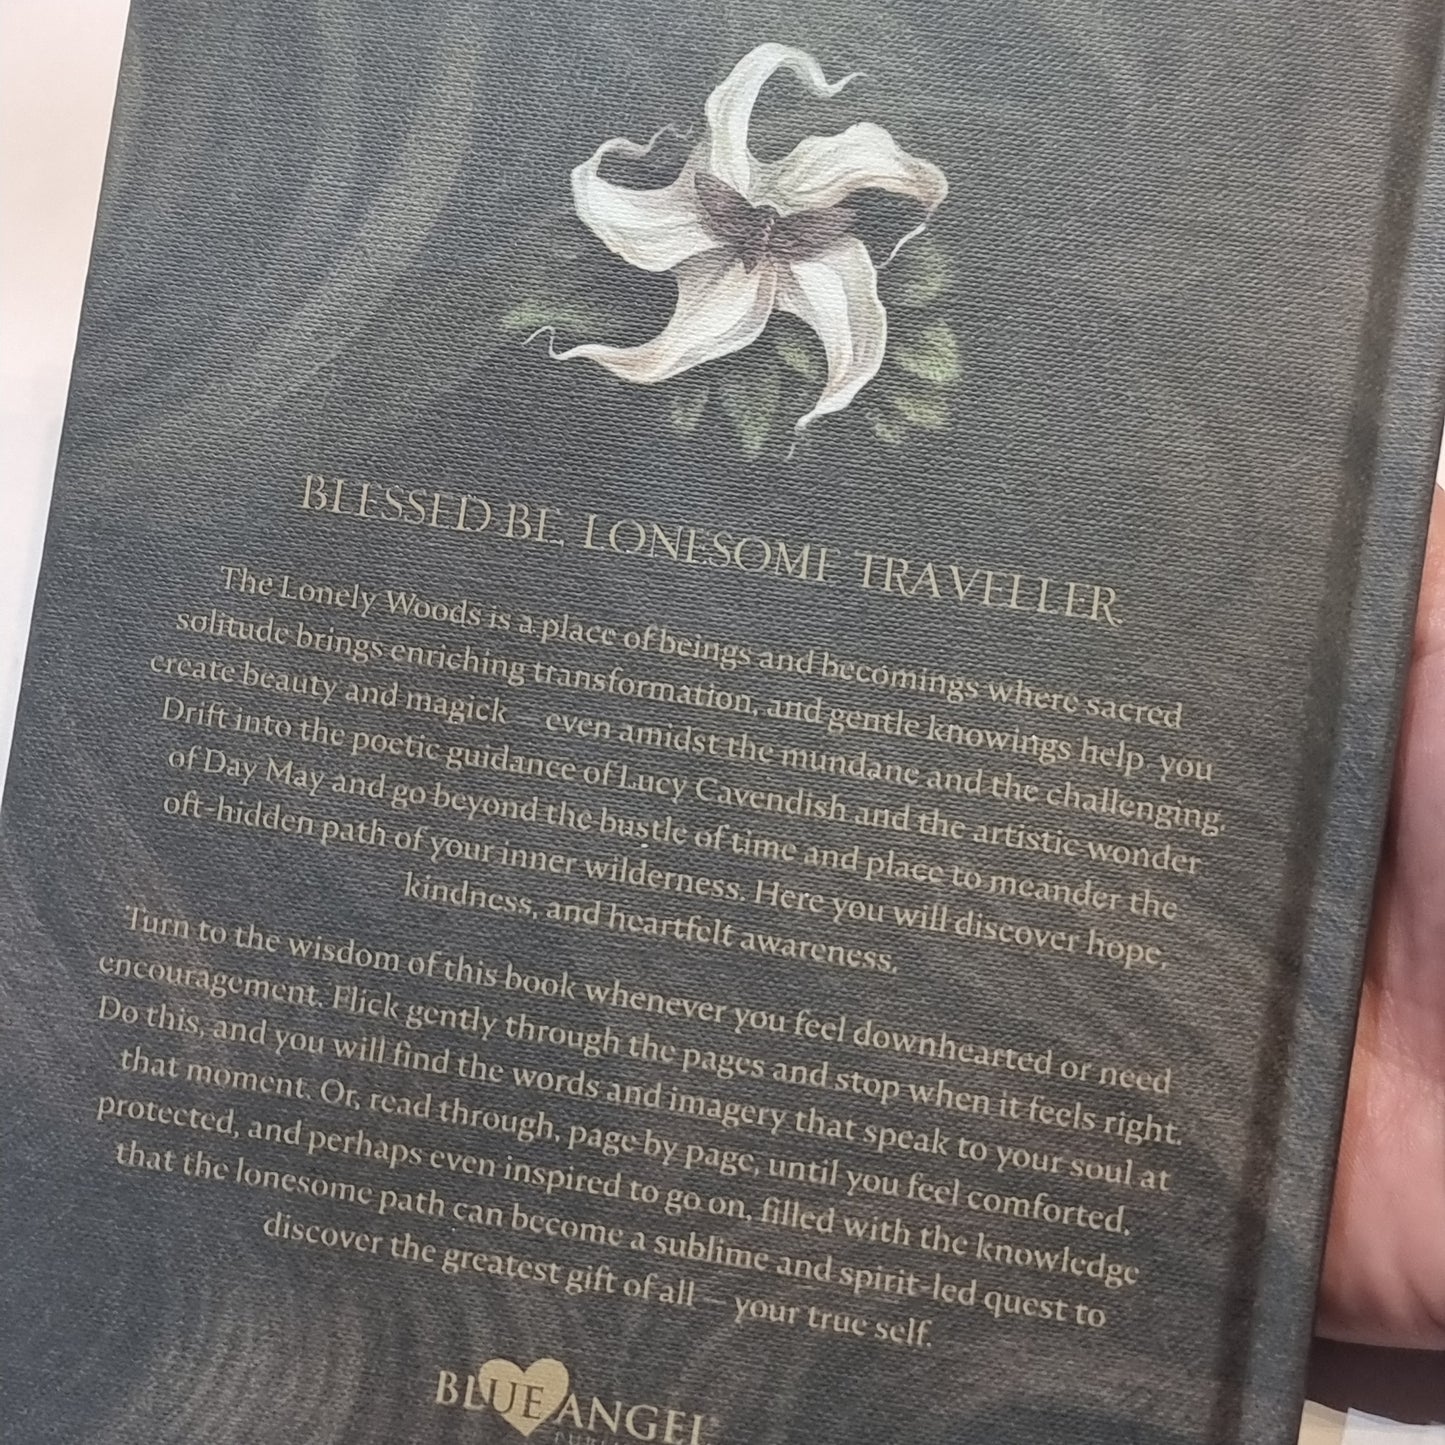 BLESSED BE, LONESOME TRAVELLER.
The Lonely Woods is a place of beings and becomings where sacred
solitude brings enriching transformation, and gentle knowings help you
create beauty and magick – even amidst the mundane and the challenging.
Drift into the poetic guidance of Lucy Cavendish and the artistic wonder
of Day May and go beyond the bustle of time and place to meander the
oft-hidden path of your inner wilderness. Here you will discover hope,
kindness, and heartfelt awareness.
Turn to the wisdom of this book whenever you feel downhearted or need
encouragement. Flick gently through the pages and stop when it feels right.
Do this, and you will find the words and imagery that speak to your soul at
that moment. Or, read through, page by page, until you feel comforted,
protected, and perhaps even inspired to go on, filled with the knowledge
that the lonesome path can become a sublime and spirit-led quest to
discover the greatest gift of all – your true self.
BLUE ANGEL